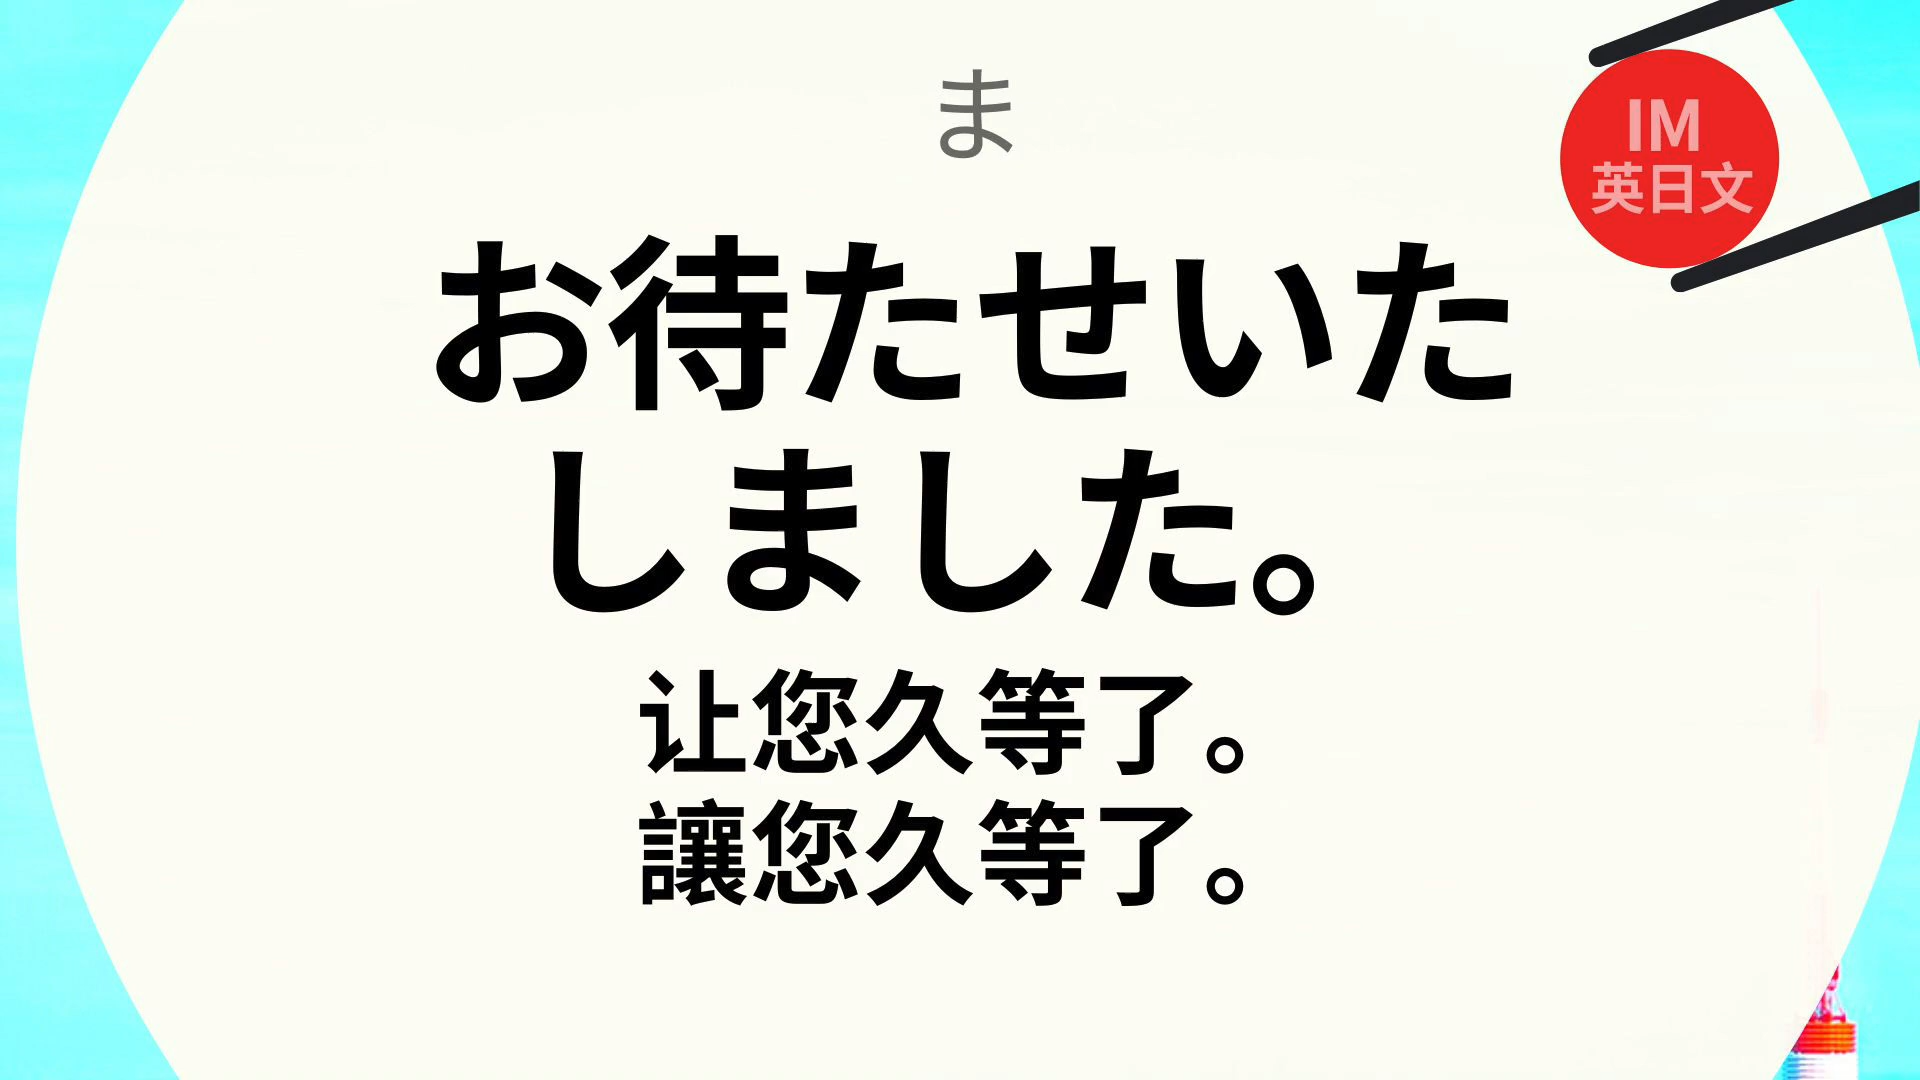 ま
IM
英日文
お待たせいた
しました。
让您久等了。
讓您久等了。